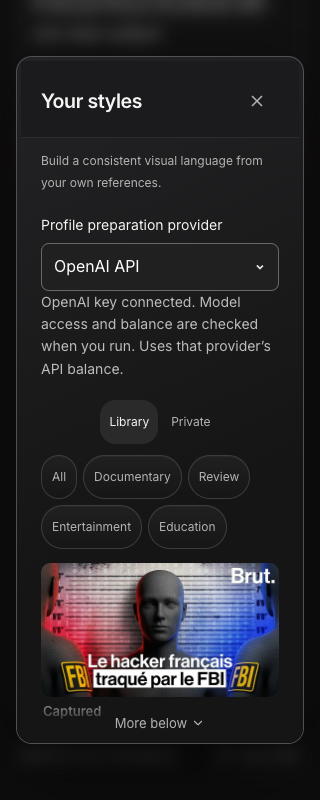 Your styles
Build a consistent visual language from
your own references.
Profile preparation provider
OpenAI API
OpenAI key connected. Model
access and balance are checked
when you run. Uses that provider's
API balance.
Library Private
All Documentary Review
Entertainment Education
Brut.
Le hacker français
traqué par le FBI
FBI FBI
Captured
More below